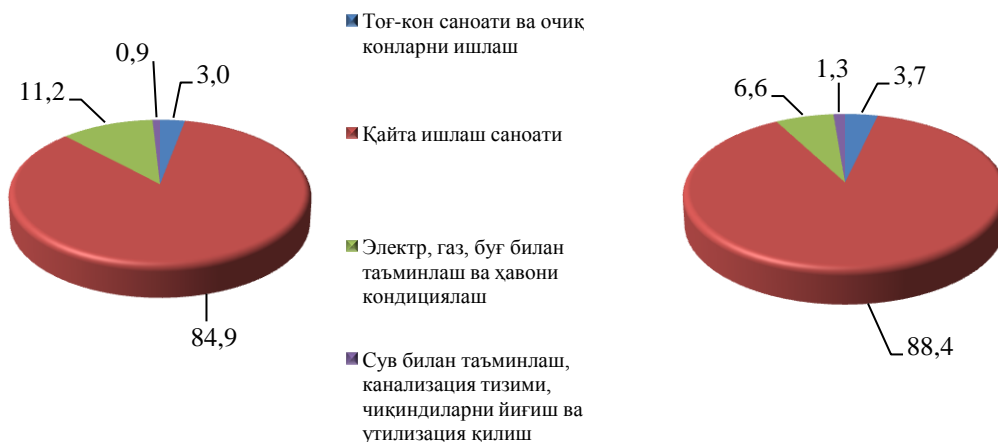 0,9
3,0
11,2
84,9
Тоғ-кон саноати ва очиқ
конларни ишлаш
Қайта ишлаш саноати
Электр, газ, буғ билан
таъминлаш ва ҳавони
кондициялаш
Сув билан таъминлаш,
канализация тизими,
чиқиндиларни йиғиш ва
утилизация қилиш
6,6
1,3
3,7
88,4